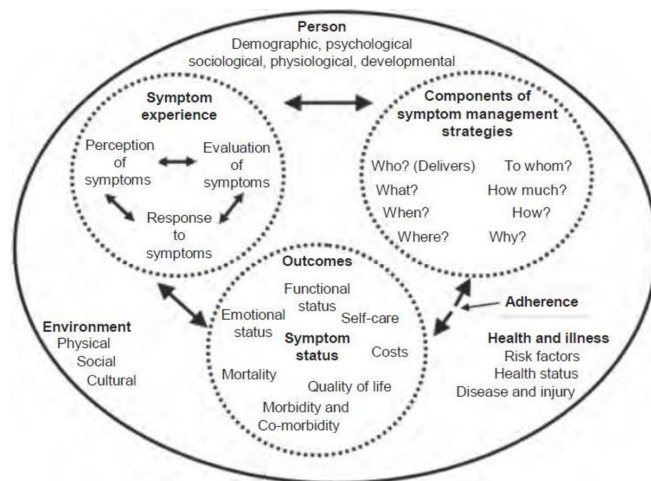 Person
Demographic, psychological
sociological, physiological, developmental
Symptom
experience
Perception
of
symptoms
Evaluation
of
symptoms
Response
to
symptoms
Components of
symptom management
strategies
Who? (Delivers) To whom?
What? How much?
When? How?
Where? Why?
Outcomes
Functional
status
Emotional
status
Self-care
Symptom
status
Costs
Mortality
Quality of life
Morbidity and
Co-morbidity
Adherence
Environment
Physical
Social
Cultural
Health and illness
Risk factors
Health status
Disease and injury